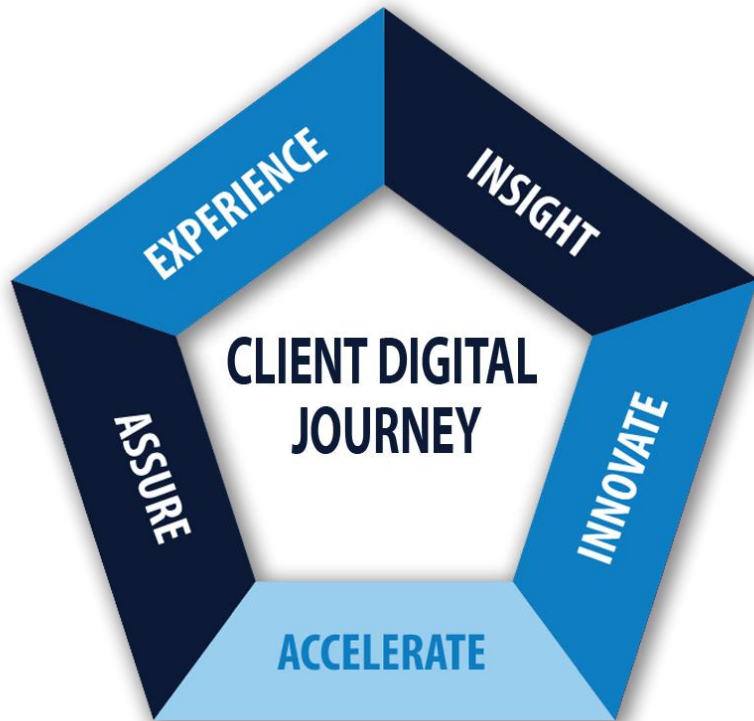 EXPERIENCE
INSIGHT
CLIENT DIGITAL
JOURNEY
ASSURE
INNOVATE
ACCELERATE